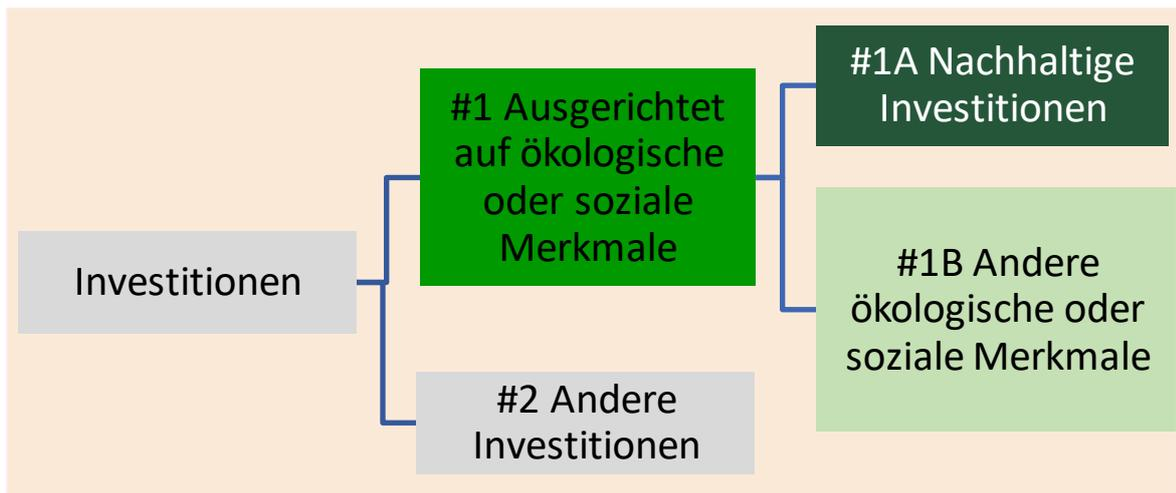 #1A Nachhaltige
Investitionen
#1 Ausgerichtet
auf ökologische
oder soziale
Merkmale
Investitionen
#1B Andere
ökologische oder
soziale Merkmale
#2 Andere
Investitionen